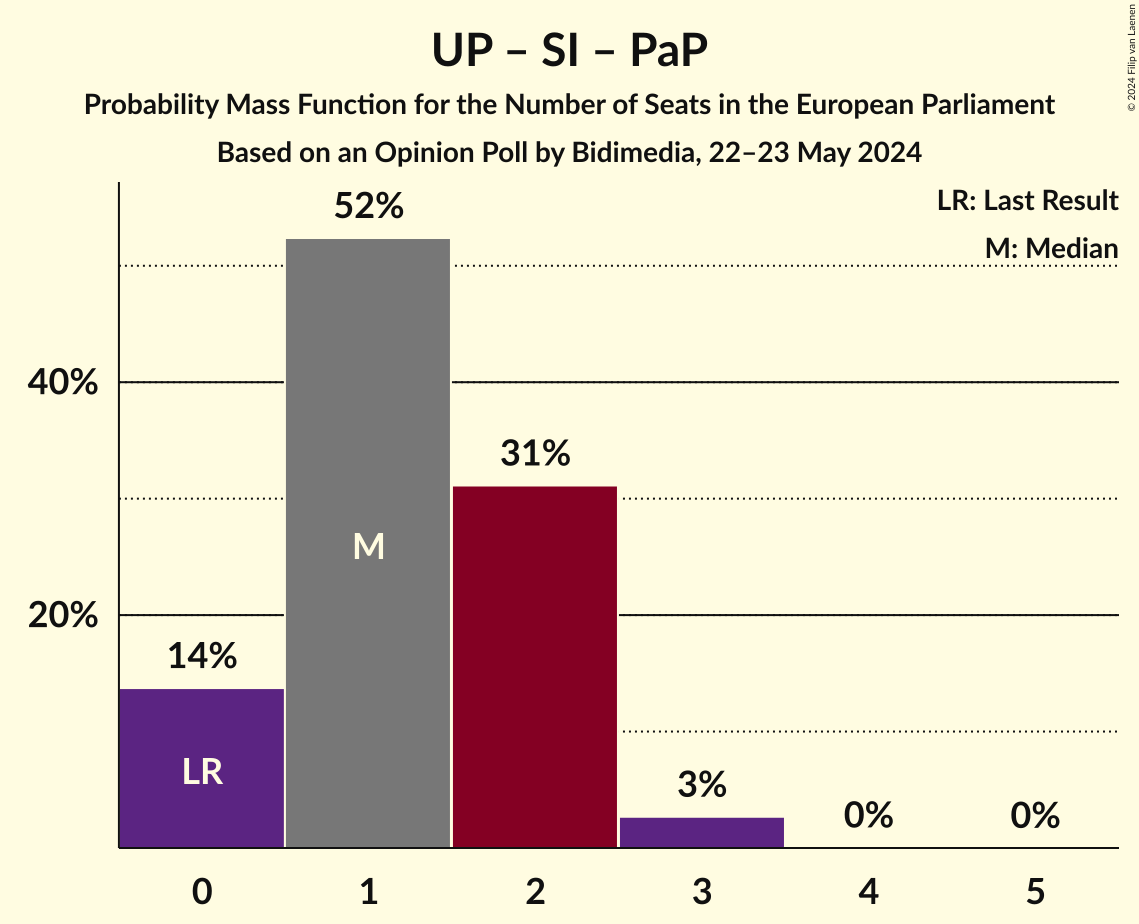 UP – SI – PaP
Probability Mass Function for the Number of Seats in the European Parliament
Based on an Opinion Poll by Bidimedia, 22–23 May 2024
© 2024 Filip van Laenen
LR: Last Result
M: Median
52%
40%
31%
M
20%
14%
LR
3%
0%
0%
0
1
2
3
4
5